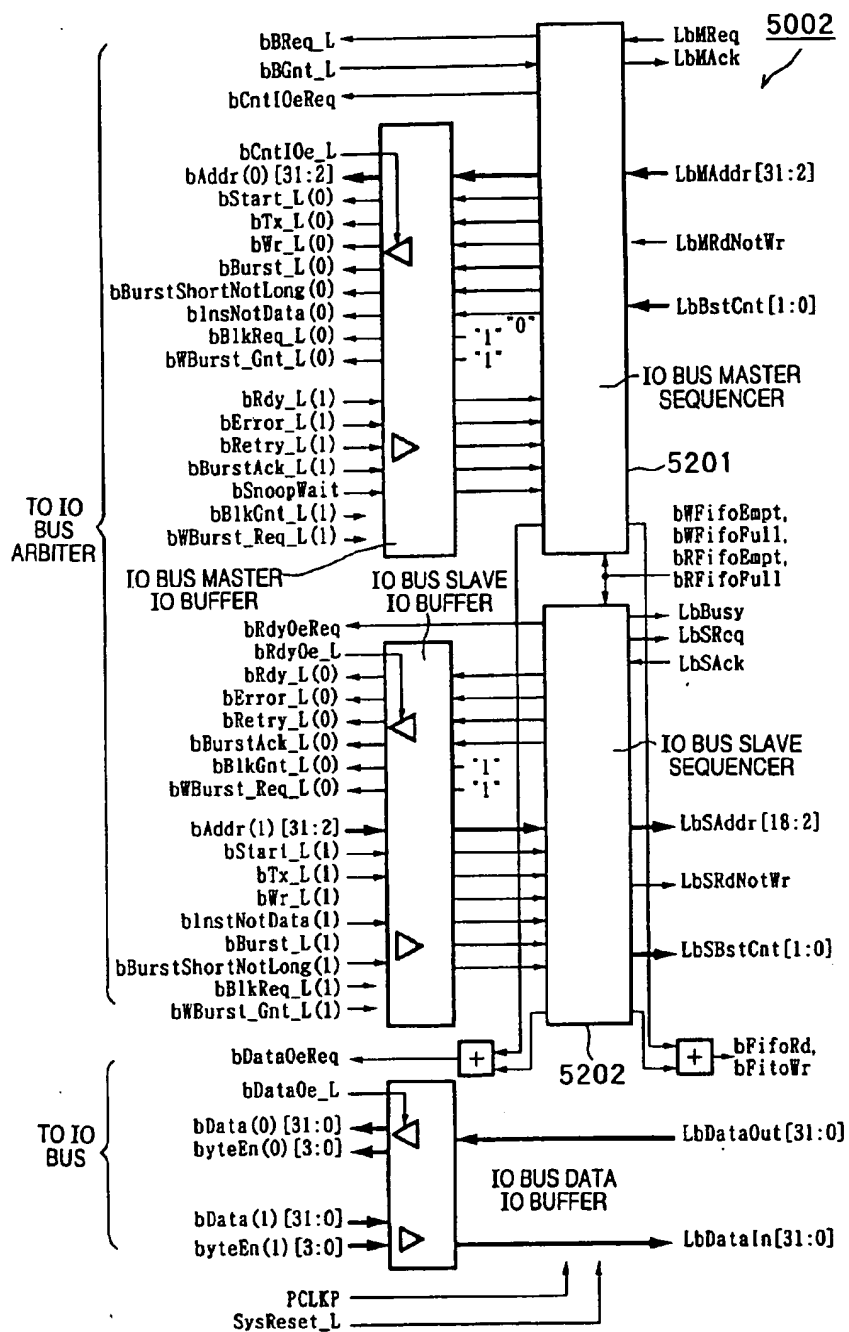 5002
bBReq_L
LbMReq
bBGnt_L
LbMAck
bCntIOeReq
bCntIOe_L
bAddr(0)[31:2]
LbMAddr[31:2]
bStart_L(0)
bTx_L(0)
bWr_L(0)
LbMRdNotWr
bBurst_L(0)
bBurstShortNotLong(0)
LbBstCnt[1:0]
bInsNotData(0)
"0"
bBlkReq_L(0)
"1"
bWBurst_Gnt_L(0)
"1"
IO BUS MASTER
SEQUENCER
bRdy_L(1)
bError_L(1)
bRetry_L(1)
5201
bBurstAck_L(1)
bSnoopWait
bBlkGnt_L(1)
bWBurst_Req_L(1)
TO IO
BUS
ARBITER
bWFifoEmpt,
bWFifoFull,
bRFifoEmpt,
bRFifoFull
IO BUS MASTER
IO BUFFER
IO BUS SLAVE
IO BUFFER
bRdyOeReq
LbBusy
bRdyOe_L
LbSReq
bRdy_L(0)
LbSAck
bError_L(0)
bRetry_L(0)
bBurstAck_L(0)
bBlkGnt_L(0)
"1"
bWBurst_Req_L(0)
"1"
IO BUS SLAVE
SEQUENCER
bAddr(1)[31:2]
LbSAddr[18:2]
bStart_L(1)
bTx_L(1)
LbSRdNotWr
bWr_L(1)
bInstNotData(1)
bBurst_L(1)
LbSBstCnt[1:0]
bBurstShortNotLong(1)
bBlkReq_L(1)
bWBurst_Gnt_L(1)
bDataOeReq
+
5202
+
bFifoRd,
bFitoWr
bDataOe_L
TO IO
BUS
bData(0)[31:0]
LbDataOut[31:0]
byteEn(0)[3:0]
IO BUS DATA
IO BUFFER
bData(1)[31:0]
byteEn(1)[3:0]
LbDataIn[31:0]
PCLKP
SysReset_L